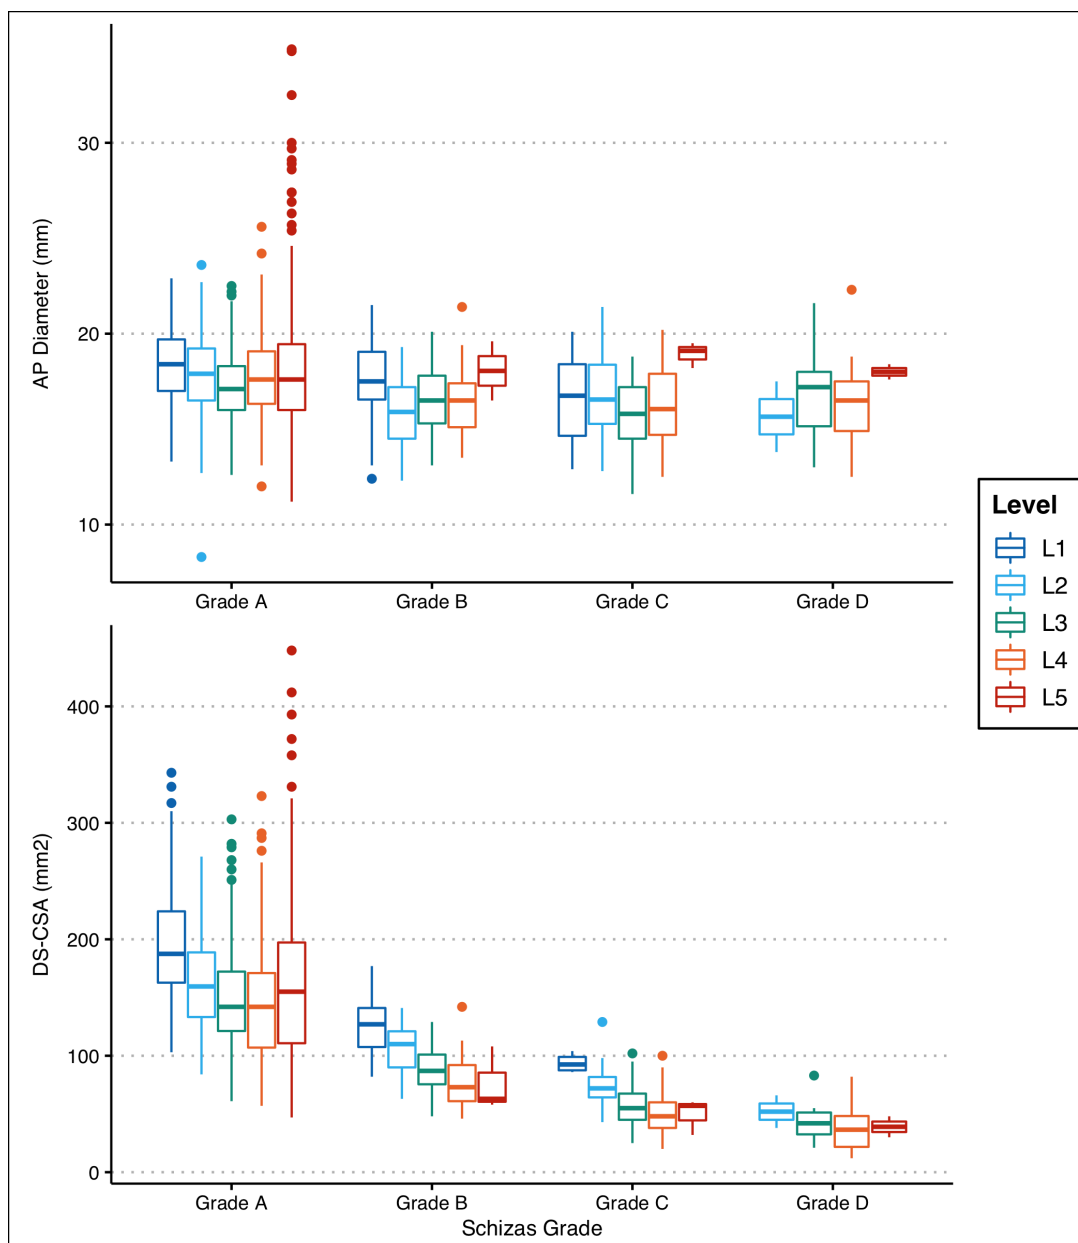 30
20
10
AP Diameter (mm)
Grade A Grade B Grade C Grade D
400
300
200
100
0
DS-CSA (mm2)
Grade A Grade B Grade C Grade D
Schizas Grade
Level
L1
L2
L3
L4
L5